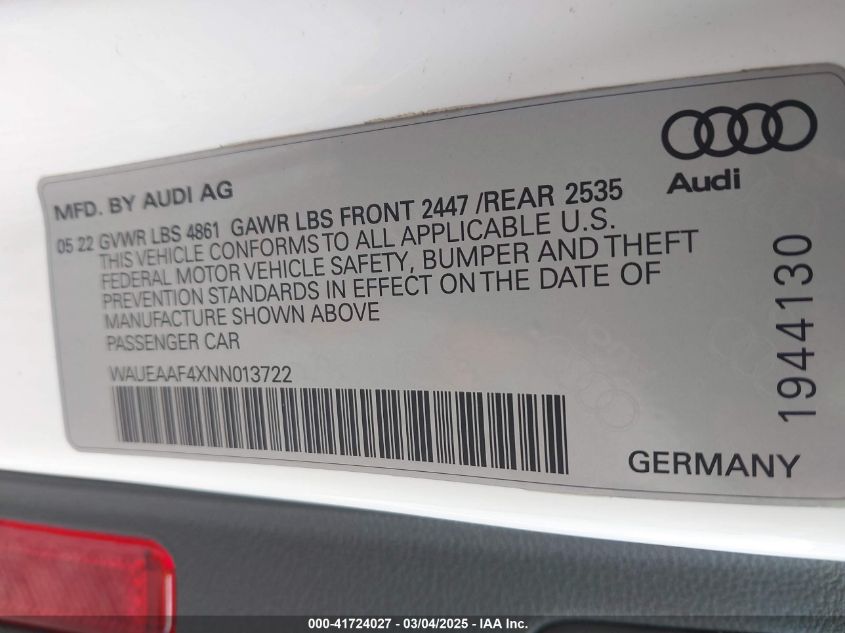 Audi
MFD. BY AUDI AG
05 22 GVWR LBS 4861 GAWR LBS FRONT 2447 /REAR 2535
THIS VEHICLE CONFORMS TO ALL APPLICABLE U.S.
FEDERAL MOTOR VEHICLE SAFETY, BUMPER AND THEFT
PREVENTION STANDARDS IN EFFECT ON THE DATE OF
MANUFACTURE SHOWN ABOVE
PASSENGER CAR
WAUEAAF4XNN013722
1944130
GERMANY
000-41724027 - 03/04/2025 - IAA Inc.